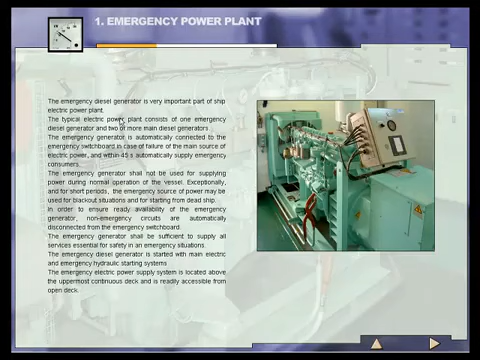 1. EMERGENCY POWER PLANT
The emergency diesel generator is very important part of ship
electric power plant.
The typical electric power plant consists of one emergency
diesel generator and two or more main diesel generators .
The emergency generator is automatically connected to the
emergency switchboard in case of failure of the main source of
electric power, and within 45 s automatically supply emergency
consumers.
The emergency generator shall not be used for supplying
power during normal operation of the vessel. Exceptionally,
and for short periods, the emergency source of power may be
used for blackout situations and for starting from dead ship.
In order to ensure ready availability of the emergency
generator, non-emergency circuits are automatically
disconnected from the emergency switchboard.
The emergency generator shall be sufficient to supply all
services essential for safety in an emergency situations.
The emergency diesel generator is started with main electric
and emergency hydraulic starting systems
The emergency electric power supply system is located above
the uppermost continuous deck and is readily accessible from
open deck.